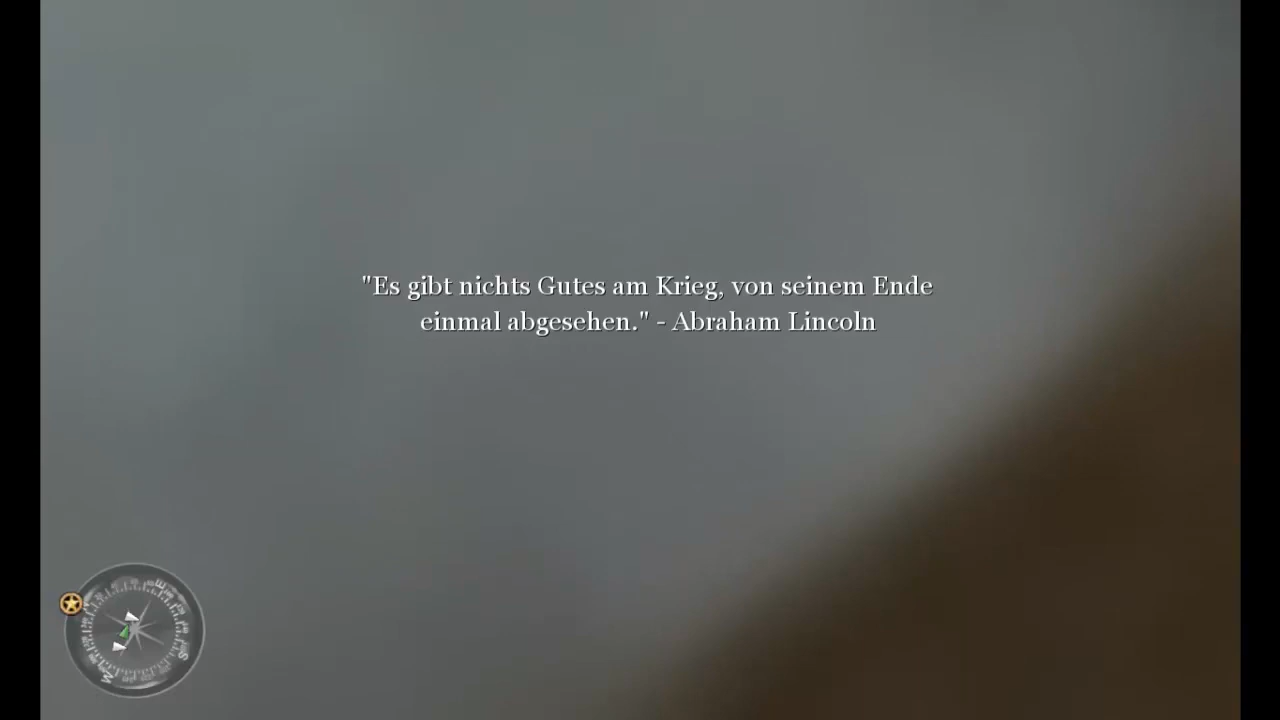 "Es gibt nichts Gutes am Krieg, von seinem Ende
einmal abgesehen." - Abraham Lincoln
E
S
W